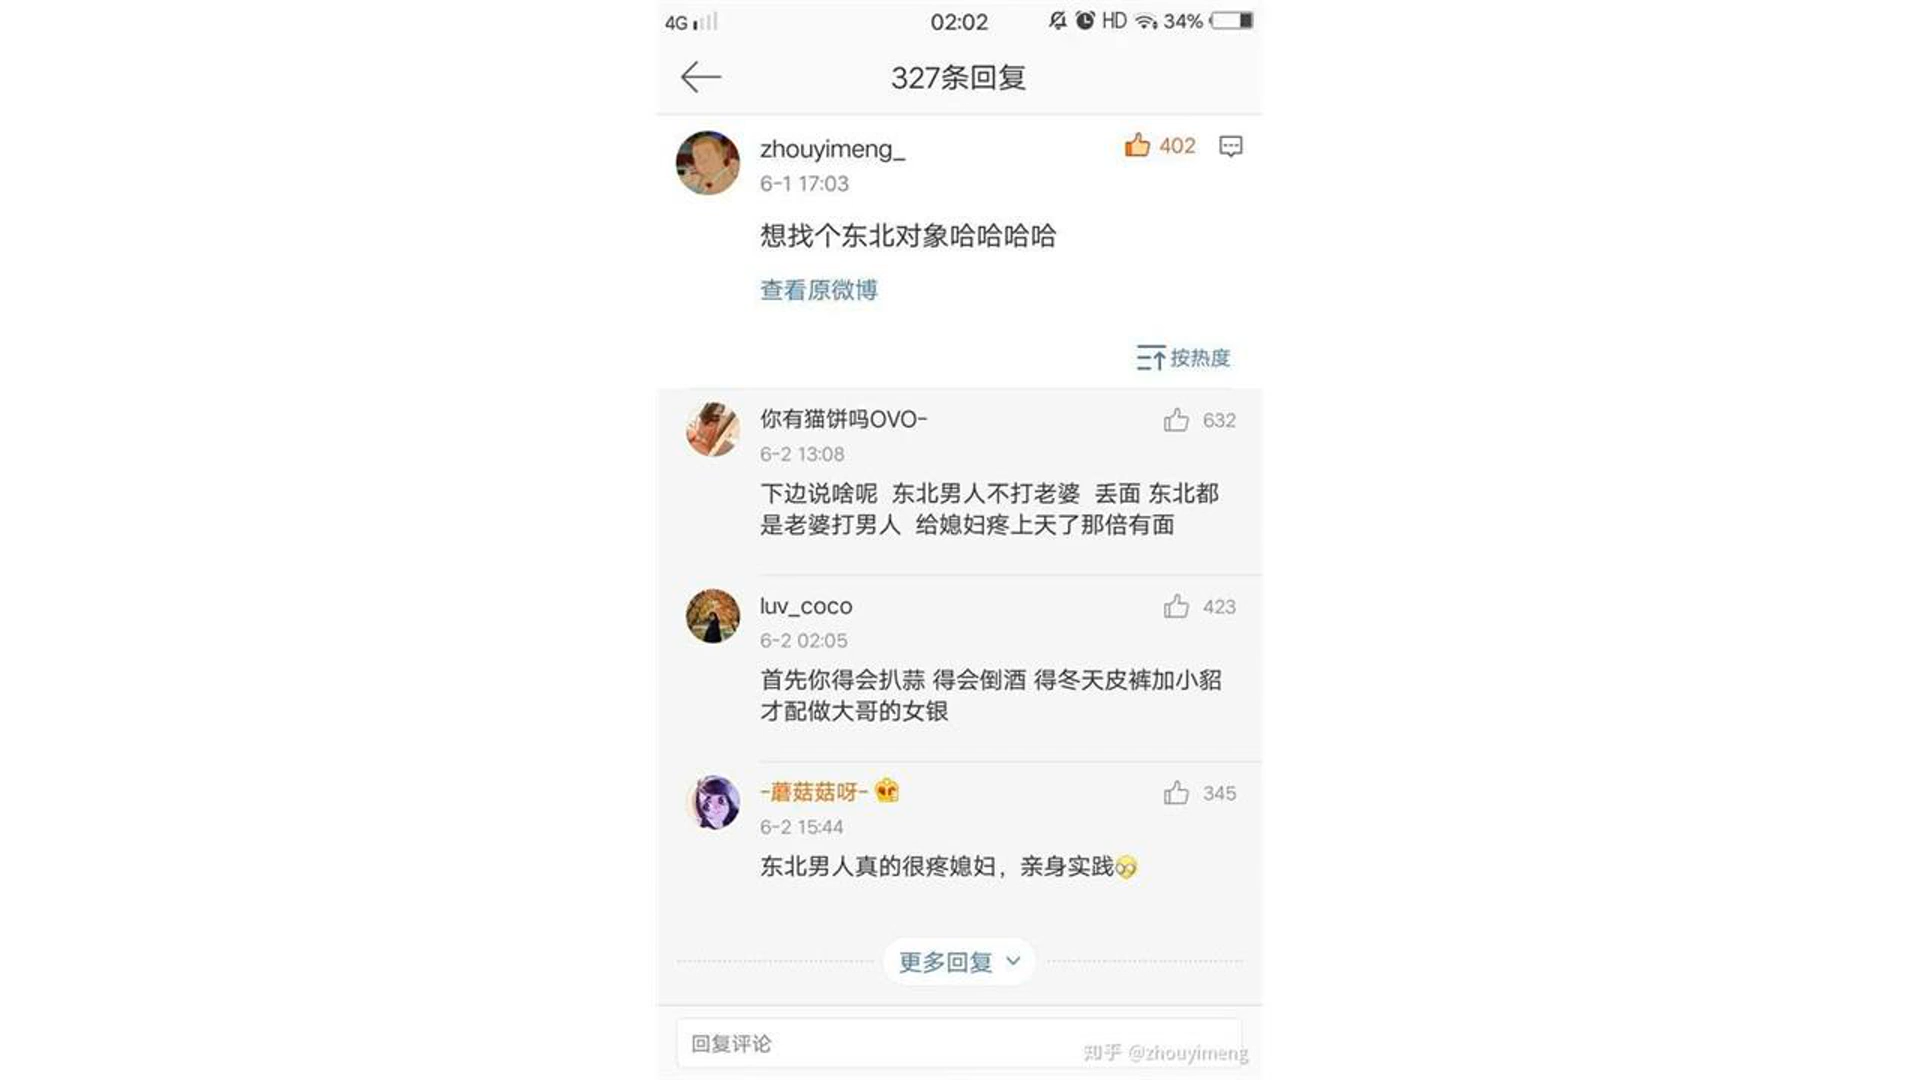 4G 02:02 HD 34%
327条回复
zhouyimeng_ 402
6-1 17:03
想找个东北对象哈哈哈哈
查看原微博
按热度
你有猫饼吗OVO- 632
6-2 13:08
下边说啥呢 东北男人不打老婆 丢面 东北都
是老婆打男人 给媳妇疼上天了那倍有面
luv_coco 423
6-2 02:05
首先你得会扒蒜 得会倒酒 得冬天皮裤加小貂
才配做大哥的女银
-蘑菇菇呀- 345
6-2 15:44
东北男人真的很疼媳妇，亲身实践
更多回复
回复评论
知乎 @zhouyimeng